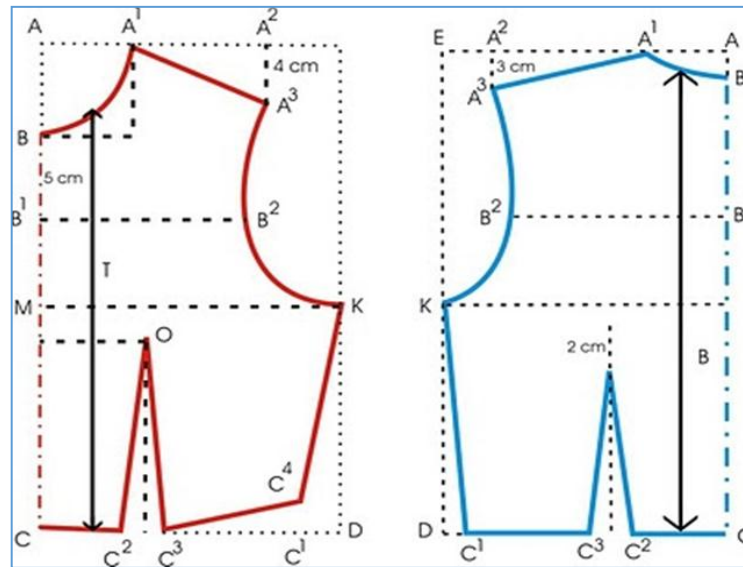 A A¹ A² E A² A¹ A
4 cm 3 cm
A³ A³ B
B
5 cm
B¹ B² B² B
M K K
T
O 2 cm B
C⁴
C C² C³ C¹ D D C¹ C³ C²